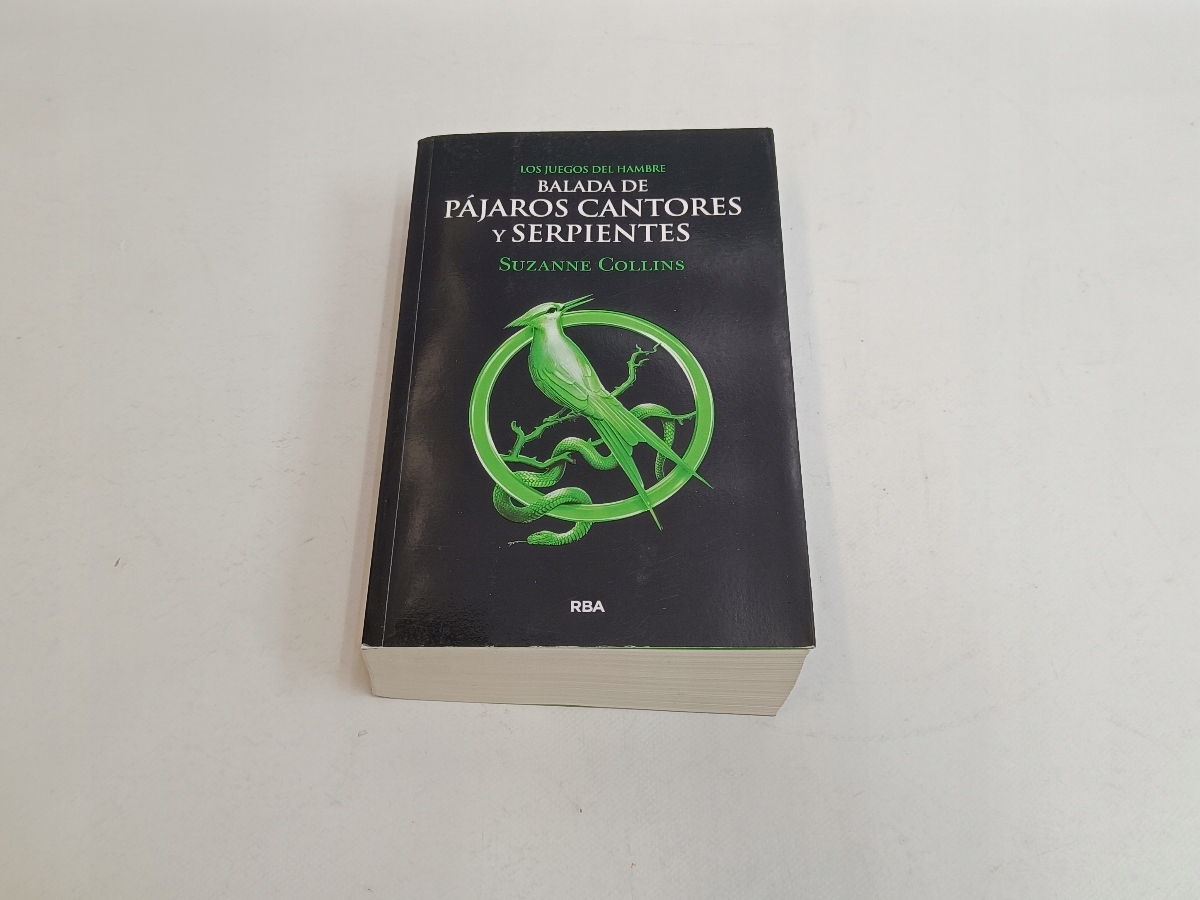 LOS JUEGOS DEL HAMBRE
BALADA DE
PÁJAROS CANTORES
Y SERPIENTES
SUZANNE COLLINS
RBA